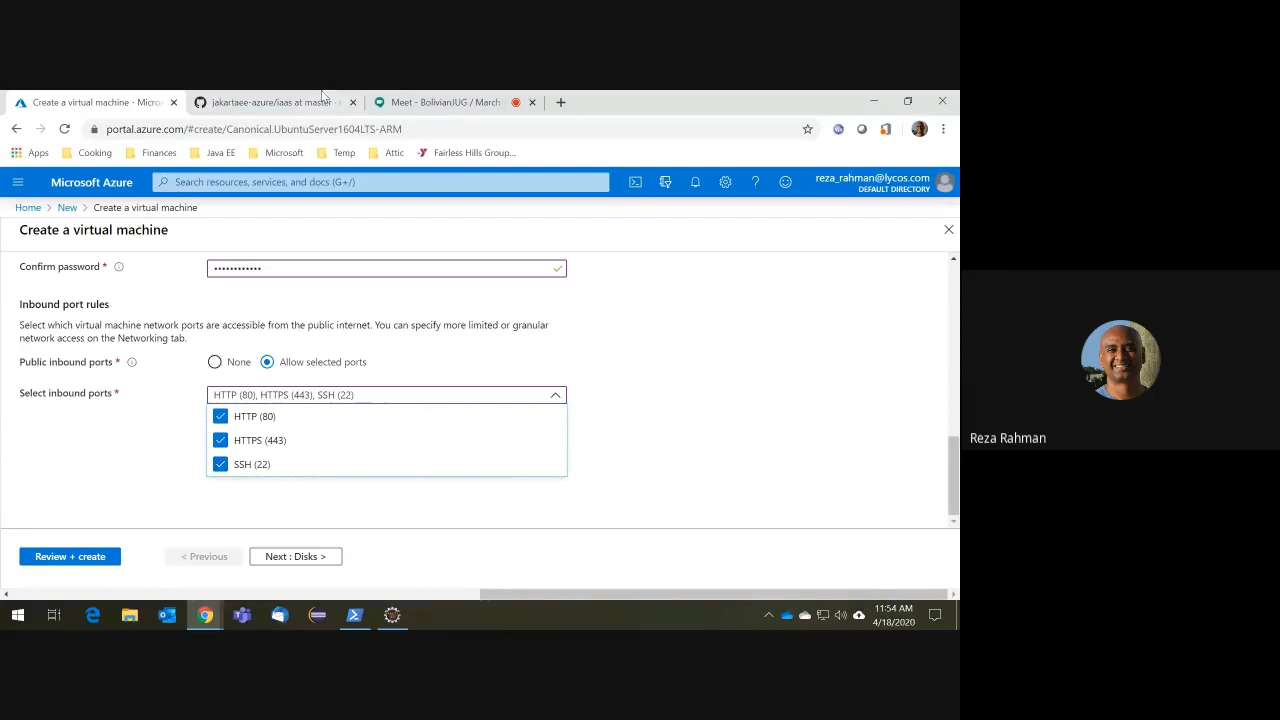 Create a virtual machine - Micros
jakartaee-azure/iaas at master
Meet - BolivianJUG / March
portal.azure.com/#create/Canonical.UbuntuServer1604LTS-ARM
Apps
Cooking
Finances
Java EE
Microsoft
Temp
Attic
Fairless Hills Group...
Microsoft Azure
Search resources, services, and docs (G+/)
reza_rahman@lycos.com
DEFAULT DIRECTORY
Home > New > Create a virtual machine
Create a virtual machine
Confirm password *
Inbound port rules
Select which virtual machine network ports are accessible from the public internet. You can specify more limited or granular
network access on the Networking tab.
Public inbound ports *
None
Allow selected ports
Select inbound ports *
HTTP (80), HTTPS (443), SSH (22)
HTTP (80)
HTTPS (443)
SSH (22)
Review + create
< Previous
Next : Disks >
11:54 AM
4/18/2020
Reza Rahman